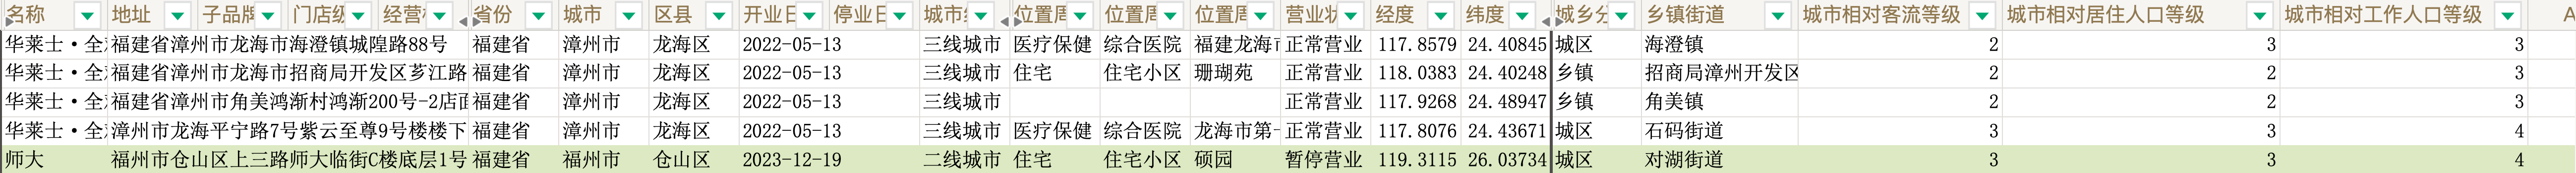 名称 地址 子品牌 门店级 经营 省份 城市 区县 开业日 停业日 城市 位置周 位置周 位置周 营业状 经度 纬度 城乡分 乡镇街道 城市相对客流等级 城市相对居住人口等级 城市相对工作人口等级 A
华莱士·全 福建省漳州市龙海市海澄镇城隍路88号 福建省 漳州市 龙海区 2022-05-13 三线城市 医疗保健 综合医院 福建龙海市 正常营业 117.8579 24.40845 城区 海澄镇 2 3 3
华莱士·全 福建省漳州市龙海市招商局开发区芗江路 福建省 漳州市 龙海区 2022-05-13 三线城市 住宅 住宅小区 珊瑚苑 正常营业 118.0383 24.40248 乡镇 招商局漳州开发区 2 2 3
华莱士·全 福建省漳州市角美鸿渐村鸿渐200号-2店面 福建省 漳州市 龙海区 2022-05-13 三线城市 正常营业 117.9268 24.48947 乡镇 角美镇 2 2 3
华莱士·全 漳州市龙海平宁路7号紫云至尊9号楼楼下 福建省 漳州市 龙海区 2022-05-13 三线城市 医疗保健 综合医院 龙海市第一 正常营业 117.8076 24.43671 城区 石码街道 3 3 4
师大 福州市仓山区上三路师大临街C楼底层1号 福建省 福州市 仓山区 2023-12-19 二线城市 住宅 住宅小区 硕园 暂停营业 119.3115 26.03734 城区 对湖街道 3 3 4